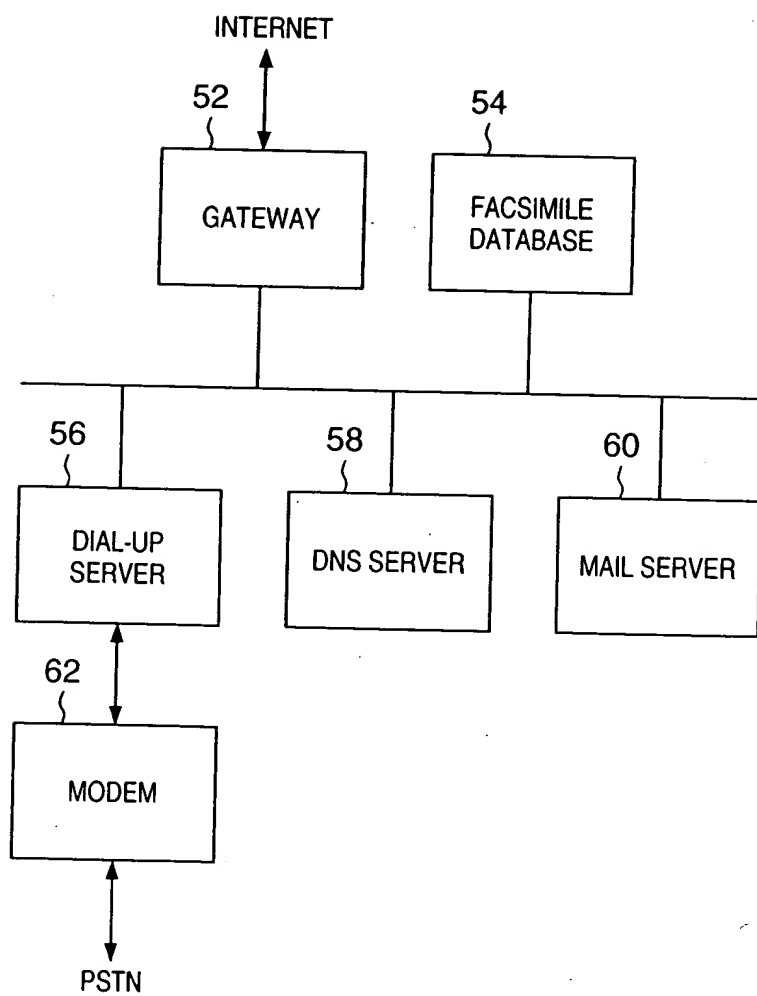 INTERNET
52
54
GATEWAY
FACSIMILE
DATABASE
56
58
60
DIAL-UP
SERVER
DNS SERVER
MAIL SERVER
62
MODEM
PSTN